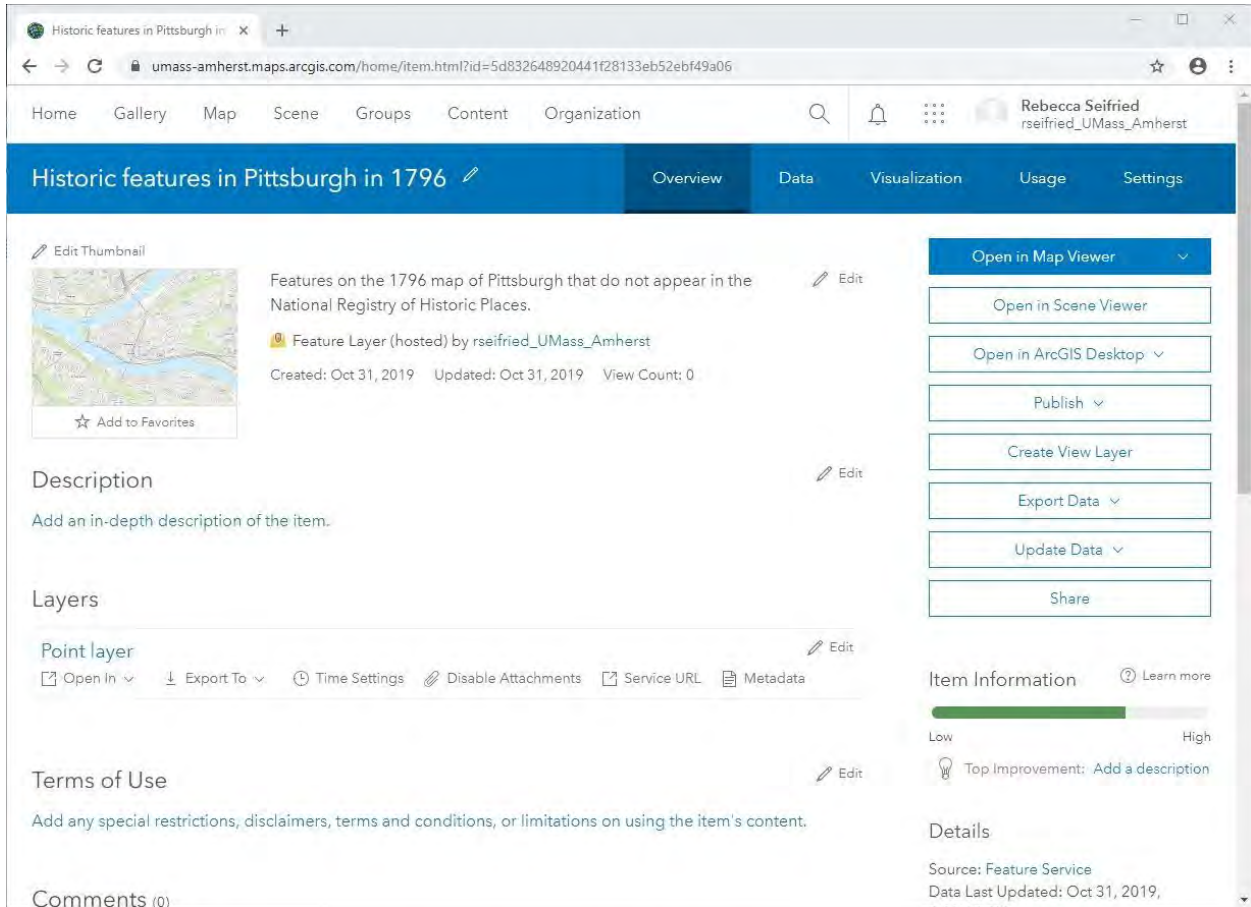 Historic features in Pittsburgh in
umass-amherst.maps.arcgis.com/home/item.html?id=5d832648920441f28133eb52ebf49a06
Home Gallery Map Scene Groups Content Organization
Rebecca Seifried
rseifried_UMass_Amherst
Historic features in Pittsburgh in 1796
Overview Data Visualization Usage Settings
Edit Thumbnail
Add to Favorites
Features on the 1796 map of Pittsburgh that do not appear in the
National Registry of Historic Places.
Edit
Feature Layer (hosted) by rseifried_UMass_Amherst
Created: Oct 31, 2019 Updated: Oct 31, 2019 View Count: 0
Description
Edit
Add an in-depth description of the item.
Layers
Point layer
Edit
Open In Export To Time Settings Disable Attachments Service URL Metadata
Terms of Use
Edit
Add any special restrictions, disclaimers, terms and conditions, or limitations on using the item's content.
Comments (0)
Open in Map Viewer
Open in Scene Viewer
Open in ArcGIS Desktop
Publish
Create View Layer
Export Data
Update Data
Share
Item Information
Learn more
Low High
Top Improvement: Add a description
Details
Source: Feature Service
Data Last Updated: Oct 31, 2019,